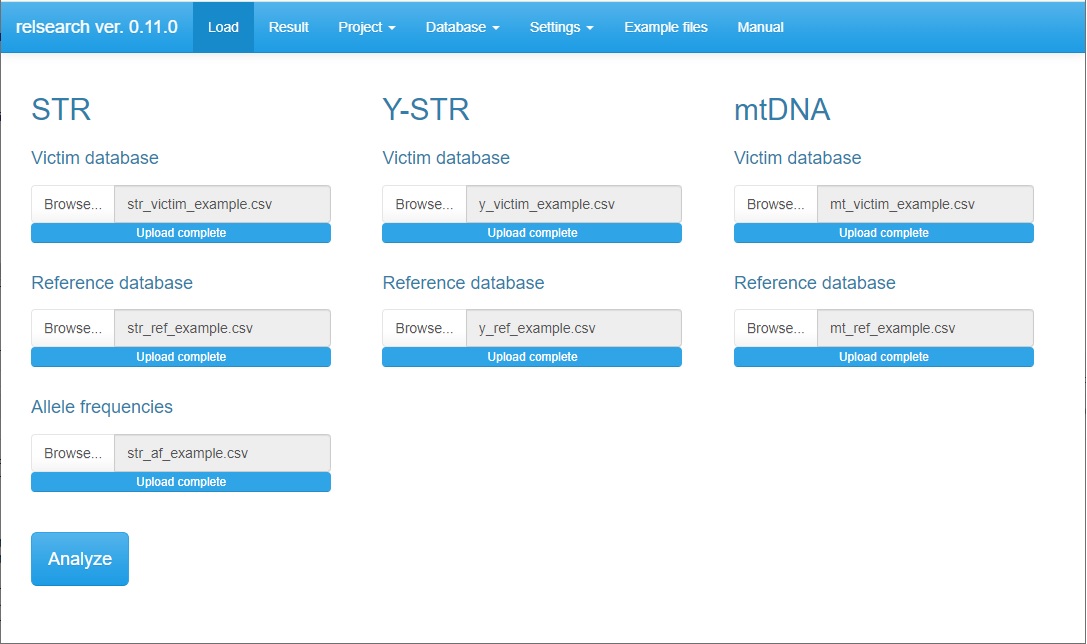 relsearch ver. 0.11.0 Load Result Project Database Settings Example files Manual
STR Y-STR mtDNA
Victim database Victim database Victim database
Browse... str_victim_example.csv Browse... y_victim_example.csv Browse... mt_victim_example.csv
Upload complete Upload complete Upload complete
Reference database Reference database Reference database
Browse... str_ref_example.csv Browse... y_ref_example.csv Browse... mt_ref_example.csv
Upload complete Upload complete Upload complete
Allele frequencies
Browse... str_af_example.csv
Upload complete
Analyze